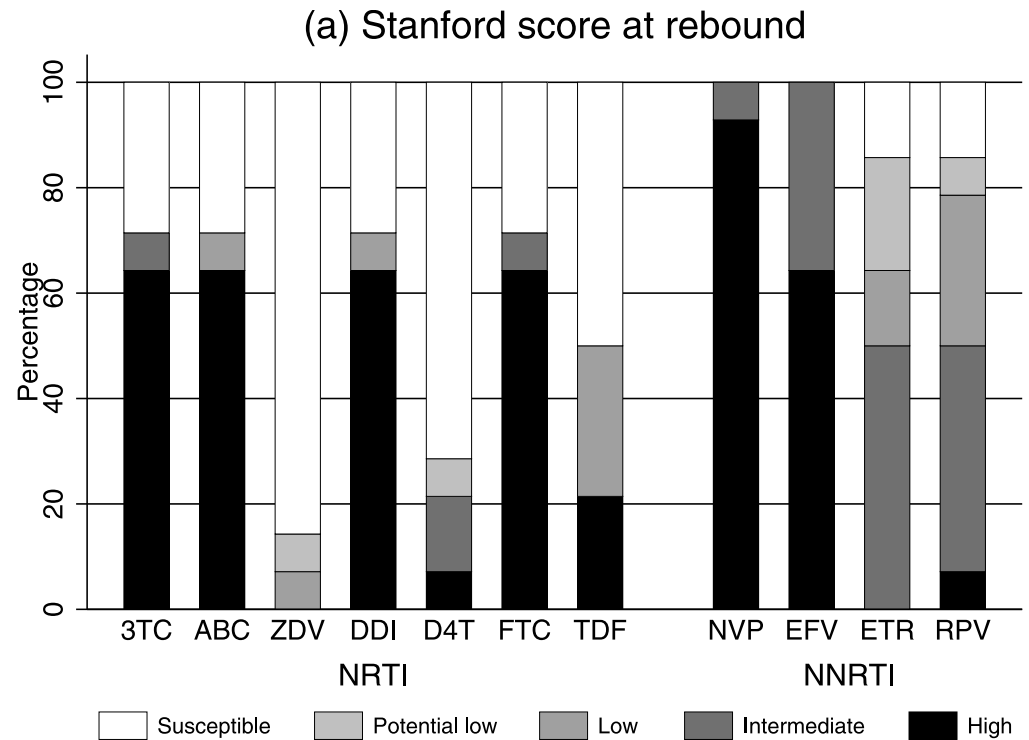 (a) Stanford score at rebound
Percentage
100
80
60
40
20
0
3TC ABC ZDV DDI D4T FTC TDF NVP EFV ETR RPV
NRTI NNRTI
Susceptible Potential low Low Intermediate High